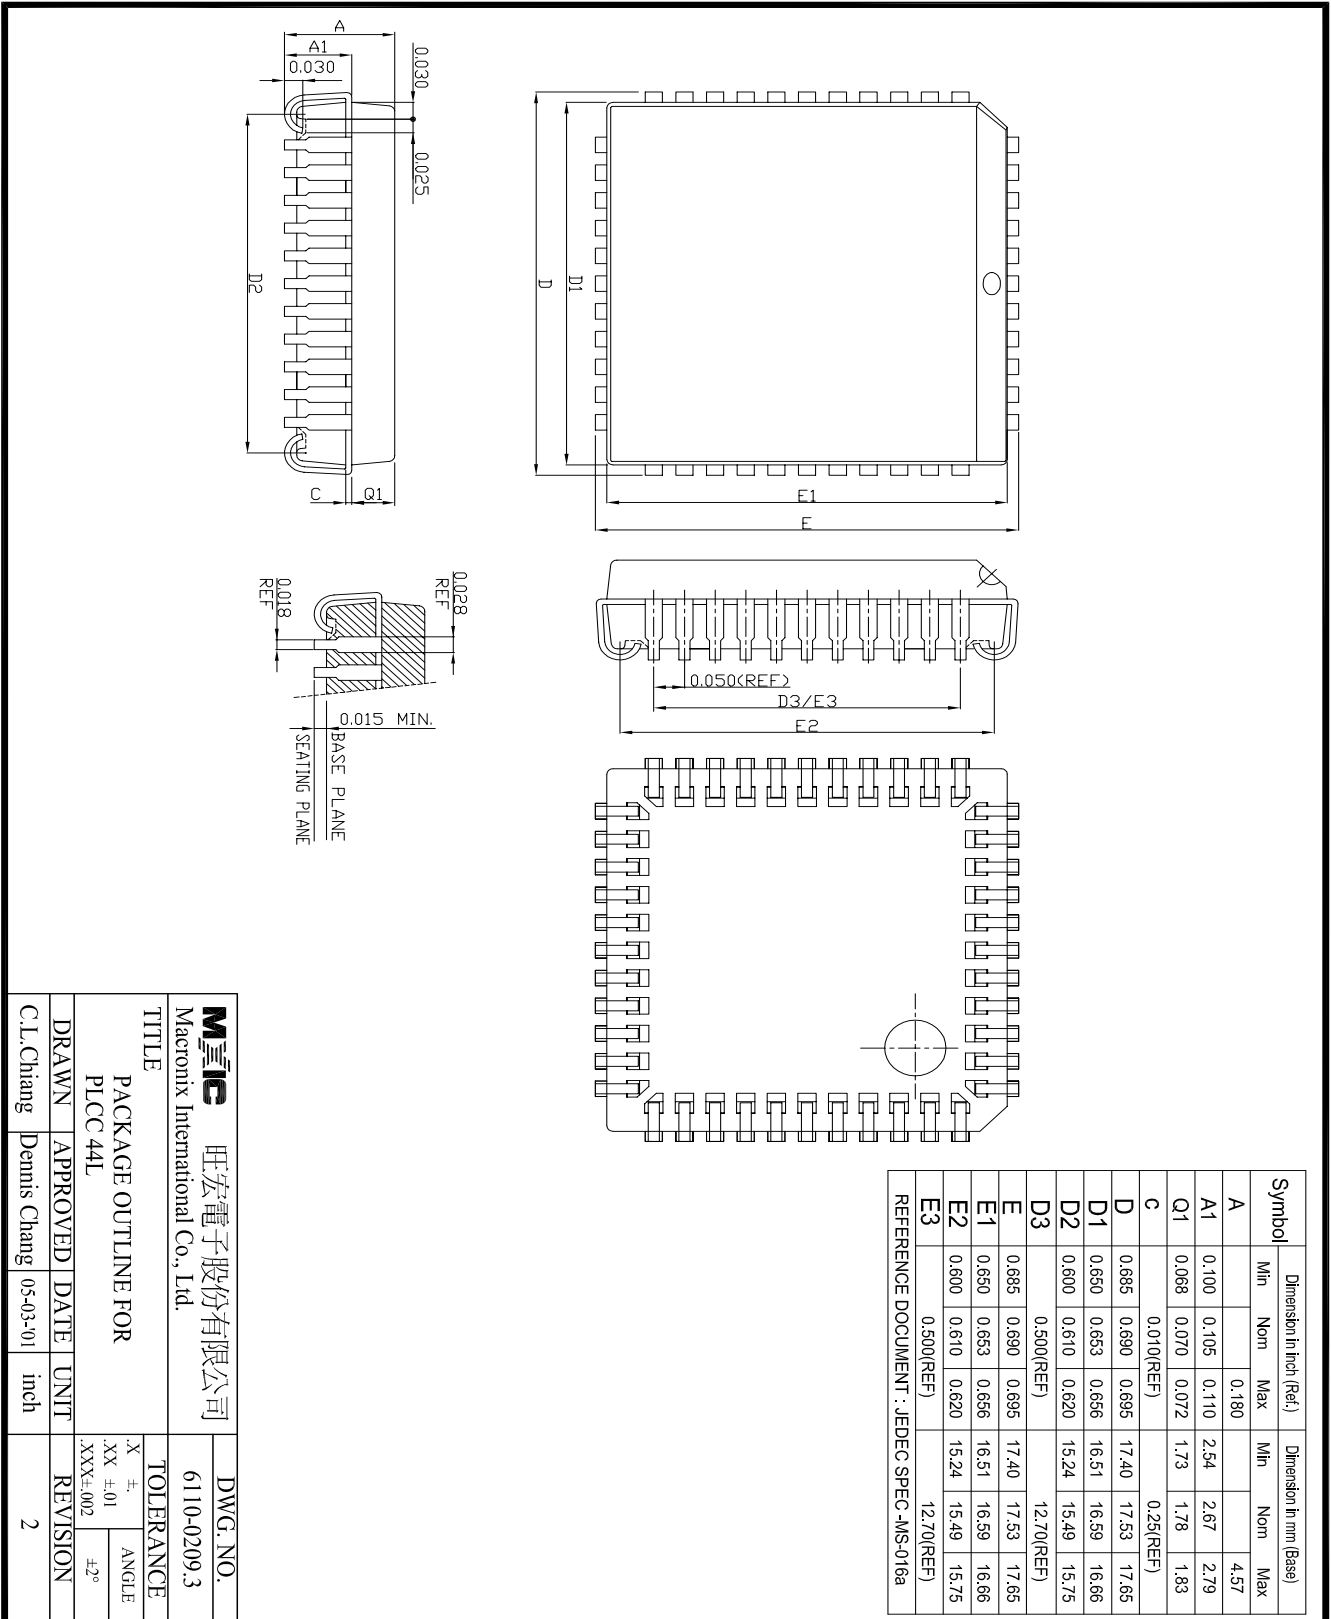 A
A1
0.030
0.030
0.025
D2
C
Q1
D
D1
E1
E
0.050(REF)
D3/E3
E2
0.028
REF
0.018
REF
0.015 MIN.
BASE PLANE
SEATING PLANE
Symbol Dimension in inch (Ref.) Dimension in mm (Base)
Min Nom Max Min Nom Max
A 0.180 4.57
A1 0.100 0.105 0.110 2.54 2.67 2.79
Q1 0.068 0.070 0.072 1.73 1.78 1.83
C 0.010(REF) 0.25(REF)
D 0.685 0.690 0.695 17.40 17.53 17.65
D1 0.650 0.653 0.656 16.51 16.59 16.66
D2 0.600 0.610 0.620 15.24 15.49 15.75
D3 0.500(REF) 12.70(REF)
E 0.685 0.690 0.695 17.40 17.53 17.65
E1 0.650 0.653 0.656 16.51 16.59 16.66
E2 0.600 0.610 0.620 15.24 15.49 15.75
E3 0.500(REF) 12.70(REF)
REFERENCE DOCUMENT : JEDEC SPEC -MS-016a
MXIC 旺宏電子股份有限公司
Macronix International Co., Ltd.
DWG. NO.
6110-0209.3
TITLE
PACKAGE OUTLINE FOR
PLCC 44L
TOLERANCE
.X ±.
.XX ±.01
.XXX±.002
ANGLE
±2°
DRAWN APPROVED DATE UNIT REVISION
C.L.Chiang Dennis Chang 05-03-'01 inch 2